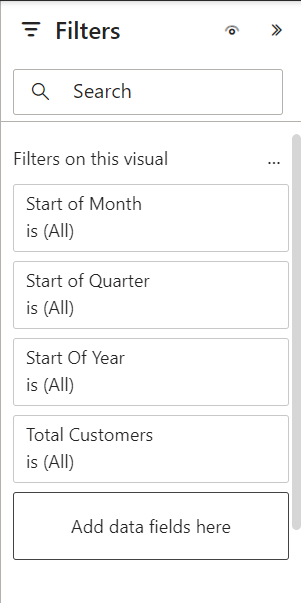 Filters
Search
Filters on this visual
...
Start of Month
is (All)
Start of Quarter
is (All)
Start Of Year
is (All)
Total Customers
is (All)
Add data fields here